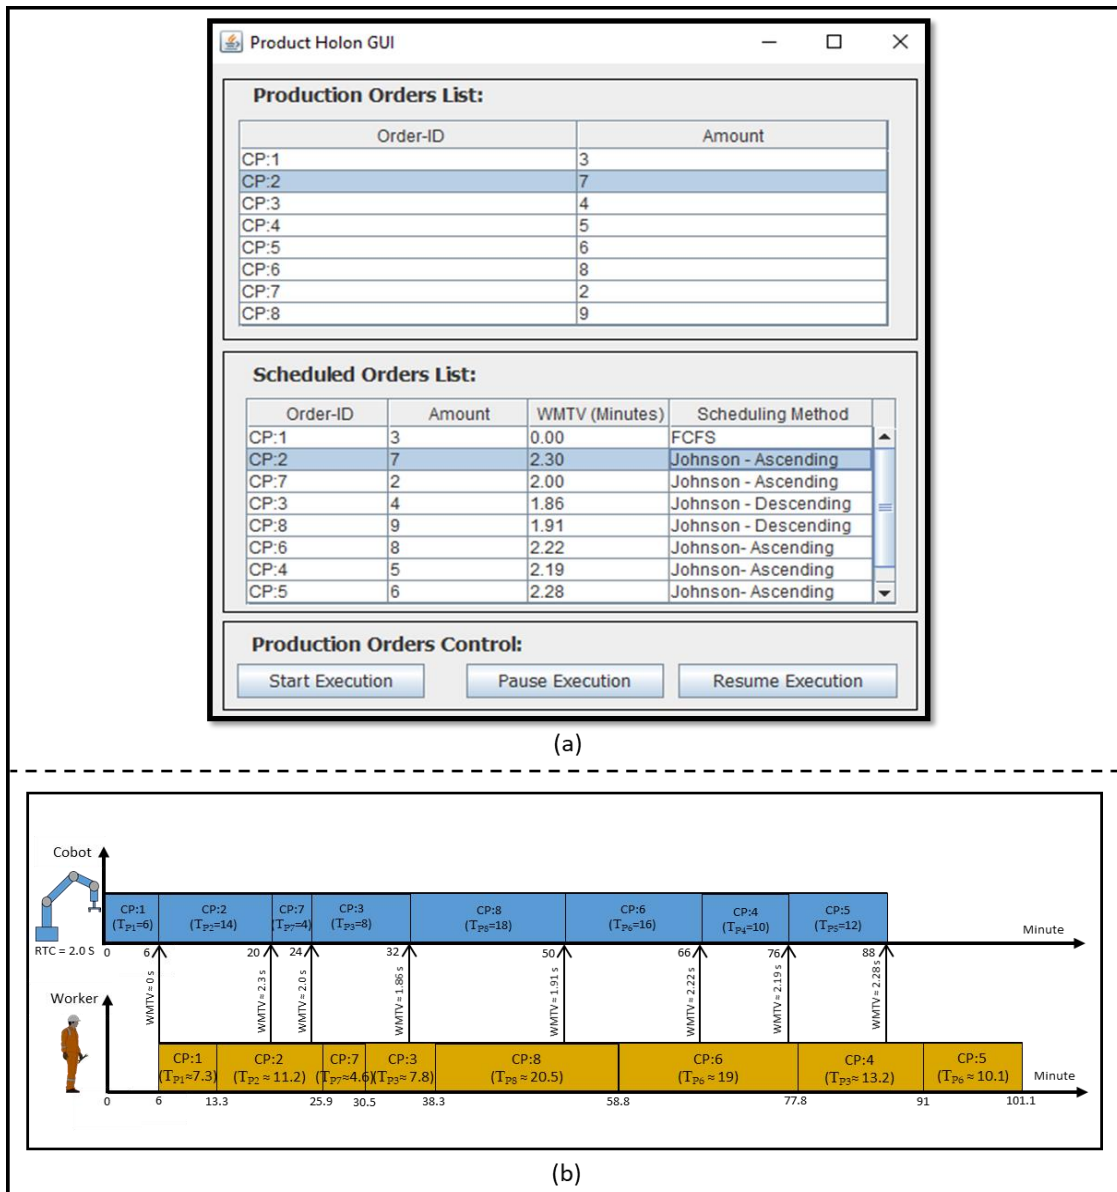 Product Holon GUI
Production Orders List:
Order-ID Amount
CP:1 3
CP:2 7
CP:3 4
CP:4 5
CP:5 6
CP:6 8
CP:7 2
CP:8 9
Scheduled Orders List:
Order-ID Amount WMTV (Minutes) Scheduling Method
CP:1 3 0.00 FCFS
CP:2 7 2.30 Johnson - Ascending
CP:7 2 2.00 Johnson - Ascending
CP:3 4 1.86 Johnson - Descending
CP:8 9 1.91 Johnson - Descending
CP:6 8 2.22 Johnson- Ascending
CP:4 5 2.19 Johnson- Ascending
CP:5 6 2.28 Johnson- Ascending
Production Orders Control:
Start Execution Pause Execution Resume Execution
(a)
Cobot
CP:1 CP:2 CP:7 CP:3 CP:8 CP:6 CP:4 CP:5
(TP1=6) (TP2=14) (TP7=4) (TP3=8) (TP8=18) (TP6=16) (TP4=10) (TP5=12)
Minute
RTC = 2.0 S 0 6 20 24 32 50 66 76 88
WMTV ≈ 0 s WMTV ≈ 2.3 s WMTV ≈ 2.0 s WMTV ≈ 1.86 s WMTV ≈ 1.91 s WMTV ≈ 2.22 s WMTV ≈ 2.19 s WMTV ≈ 2.28 s
Worker
CP:1 CP:2 CP:7 CP:3 CP:8 CP:6 CP:4 CP:5
(TP1≈7.3) (TP2 ≈ 11.2) (TP7≈4.6) (TP3≈ 7.8) (TP8 ≈ 20.5) (TP6 ≈ 19) (TP3 ≈ 13.2) (TP6 ≈ 10.1)
Minute
0 6 13.3 25.9 30.5 38.3 58.8 77.8 91 101.1
(b)